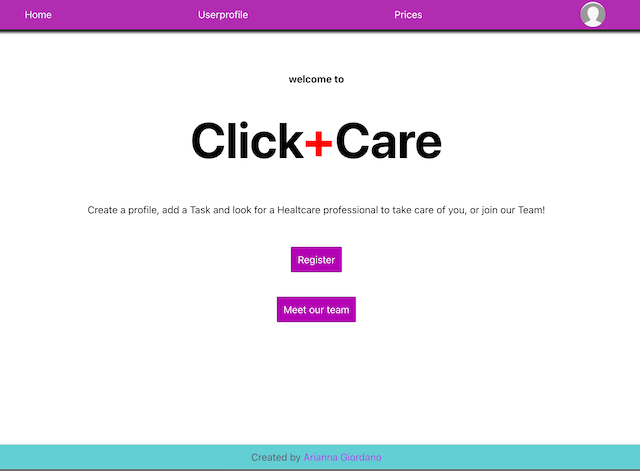 Home Userprofile Prices
welcome to
Click+Care
Create a profile, add a Task and look for a Healtcare professional to take care of you, or join our Team!
Register
Meet our team
Created by Arianna Giordano